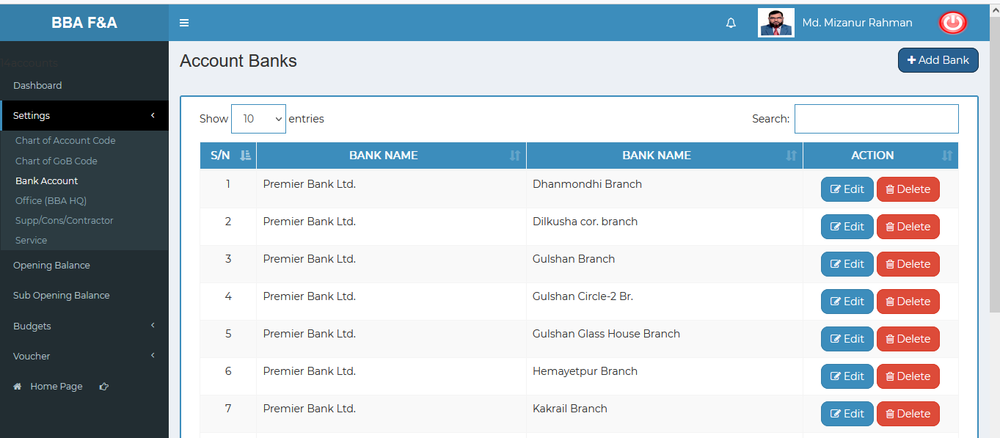 BBA F&A
Md. Mizanur Rahman
14accounts
Dashboard
Settings
Chart of Account Code
Chart of GoB Code
Bank Account
Office (BBA HQ)
Supp/Cons/Contractor
Service
Opening Balance
Sub Opening Balance
Budgets
Voucher
Home Page
Account Banks
Add Bank
Show 10 entries
Search:
S/N BANK NAME BANK NAME ACTION
1 Premier Bank Ltd. Dhanmondhi Branch Edit Delete
2 Premier Bank Ltd. Dilkusha cor. branch Edit Delete
3 Premier Bank Ltd. Gulshan Branch Edit Delete
4 Premier Bank Ltd. Gulshan Circle-2 Br. Edit Delete
5 Premier Bank Ltd. Gulshan Glass House Branch Edit Delete
6 Premier Bank Ltd. Hemayetpur Branch Edit Delete
7 Premier Bank Ltd. Kakrail Branch Edit Delete